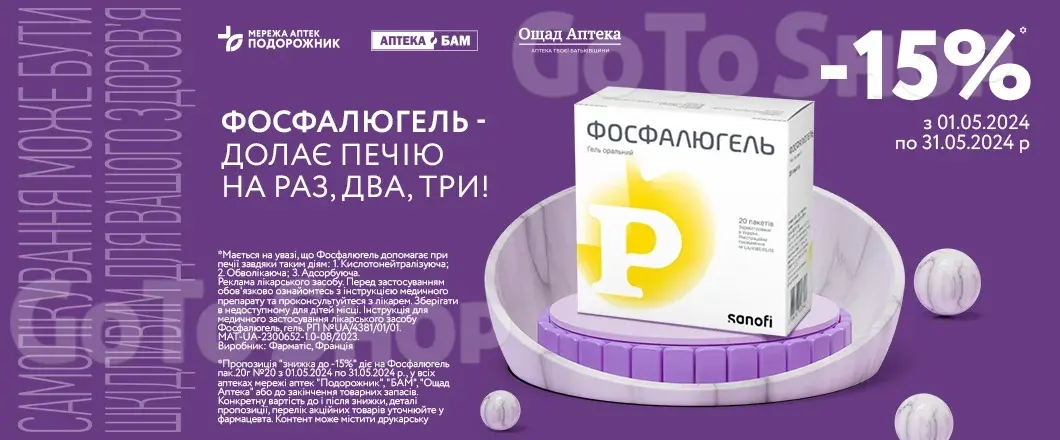 САМОЛІКУВАННЯ МОЖЕ БУТИ
ШКІДЛИВИМ ДЛЯ ВАШОГО ЗДОРОВ'Я
МЕРЕЖА АПТЕК
ПОДОРОЖНИК
АПТЕКА БАМ
Ощад Аптека
АПТЕКА ТВОЄЇ БАТЬКІВЩИНИ
GoToShop
-15%*
з 01.05.2024
по 31.05.2024 р
ФОСФАЛЮГЕЛЬ -
ДОЛАЄ ПЕЧІЮ
НА РАЗ, ДВА, ТРИ!
ФОСФАЛЮГЕЛЬ
Гель оральний
P
20 пакетів
sanofi
ФОСФАЛЮГЕЛЬ
*Мається на увазі, що Фосфалюгель допомагає при
печії завдяки таким діям: 1. Кислотонейтралізуюча;
2. Обволікаюча; 3. Адсорбуюча.
Реклама лікарського засобу. Перед застосуванням
обов'язково ознайомтесь з інструкцією медичного
препарату та проконсультуйтеся з лікарем. Зберігати
в недоступному для дітей місці. Інструкція для
медичного застосування лікарського засобу
Фосфалюгель, гель. РП №UA/4381/01/01.
MAT-UA-2300652-1.0-08/2023.
Виробник: Фарматіс, Франція
GoToShop
*Пропозиція "знижка до -15%" діє на Фосфалюгель
пак.20г №20 з 01.05.2024 по 31.05.2024 р., у всіх
аптеках мережі аптек "Подорожник", "БАМ", "Ощад
Аптека" або до закінчення товарних запасів.
Конкретну вартість до і після знижки, деталі
пропозиції, перелік акційних товарів уточнюйте у
фармацевта. Контент може містити друкарську